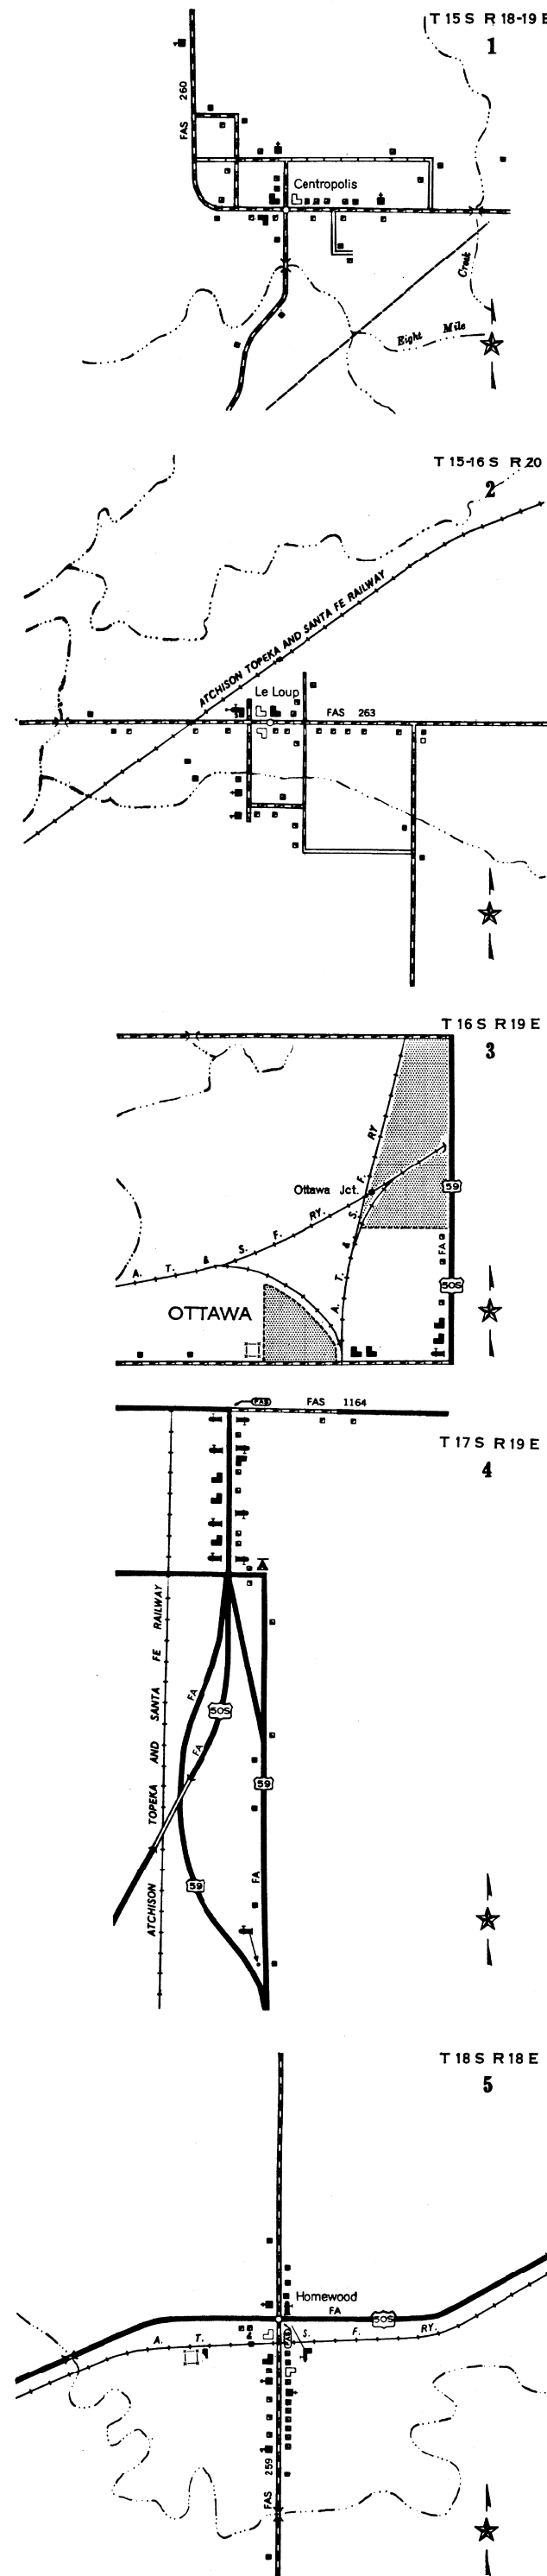 T 15 S R 18-19 E
1
FAS 260
Centropolis
Eight Mile Creek
T 15-16 S R 20
2
ATCHISON TOPEKA AND SANTA FE RAILWAY
Le Loup
FAS 263
T 16 S R 19 E
3
A. T. & S. F. RY
Ottawa Jct.
A. T. & S. F. RY.
59
FA
50S
OTTAWA
FAS 1164
T 17 S R 19 E
4
ATCHISON TOPEKA AND SANTA FE RAILWAY
FA
50S
FA
59
59
FA
T 18 S R 18 E
5
Homewood
FA
50S
A. T. & S. F. RY.
FAS 259